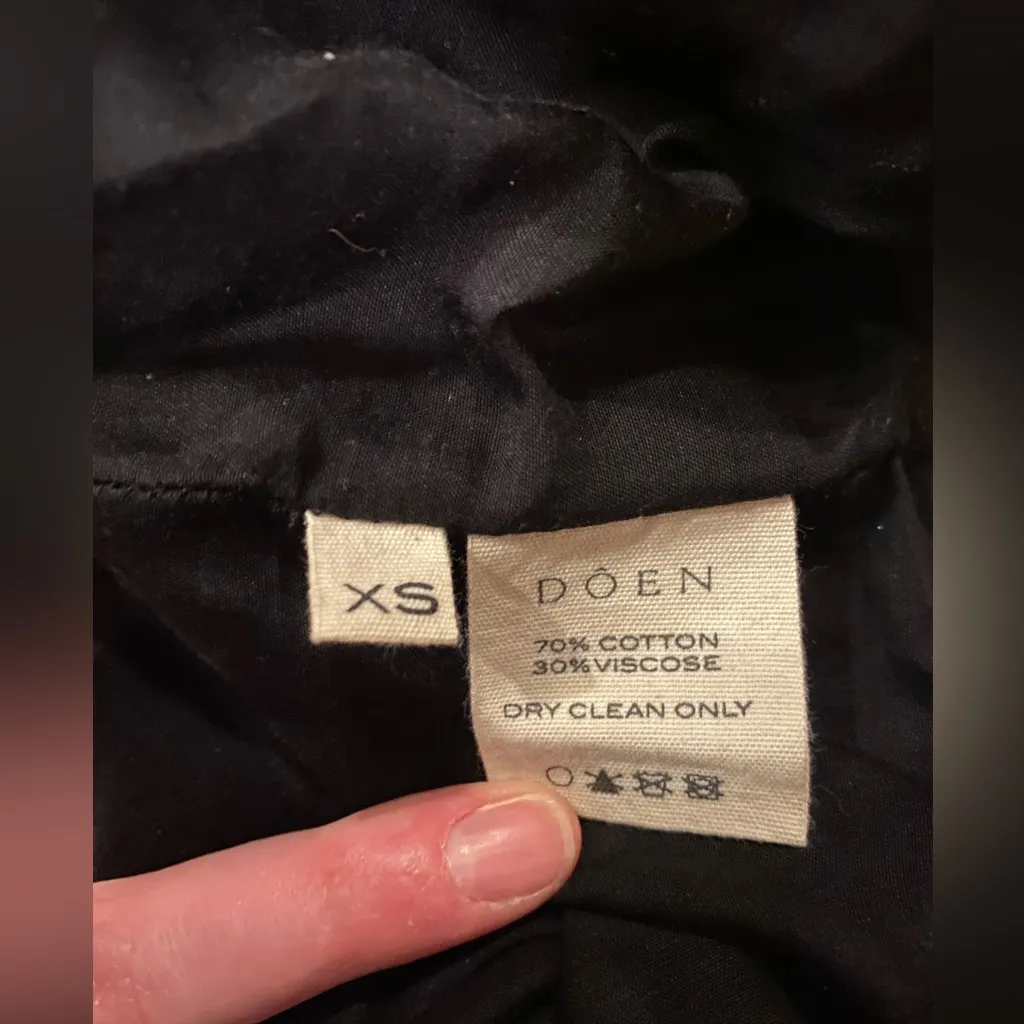 XS
DÔEN
70% COTTON
30% VISCOSE
DRY CLEAN ONLY